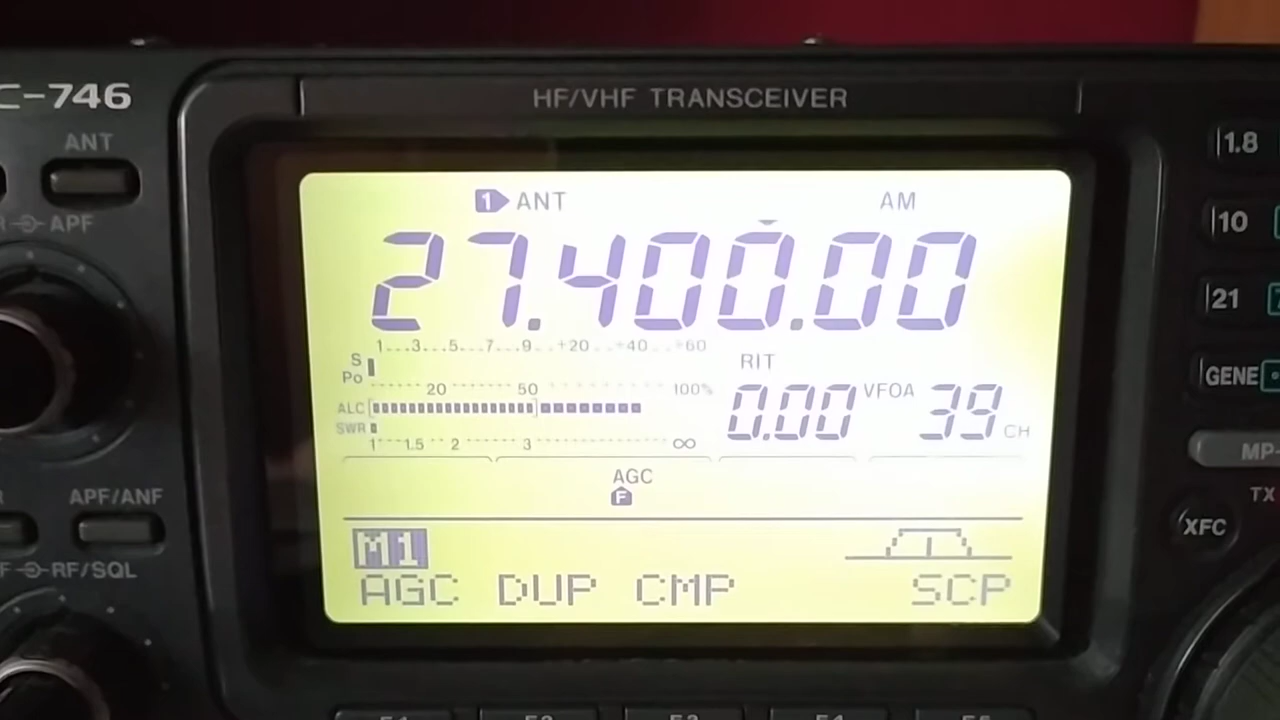 C-746
HF/VHF TRANSCEIVER
ANT
1 ANT AM
1.8
APF
27.400.00
10
21
1...3...5...7...9...+20...+40...+60
S
Po
RIT
20 50 100%
GENE
ALC
0.00 VFOA 39 CH
SWR
1 1.5 2 3 ∞
MP-
AGC
F
APF/ANF
TX
XFC
M1
F RF/SQL
AGC DUP CMP SCP